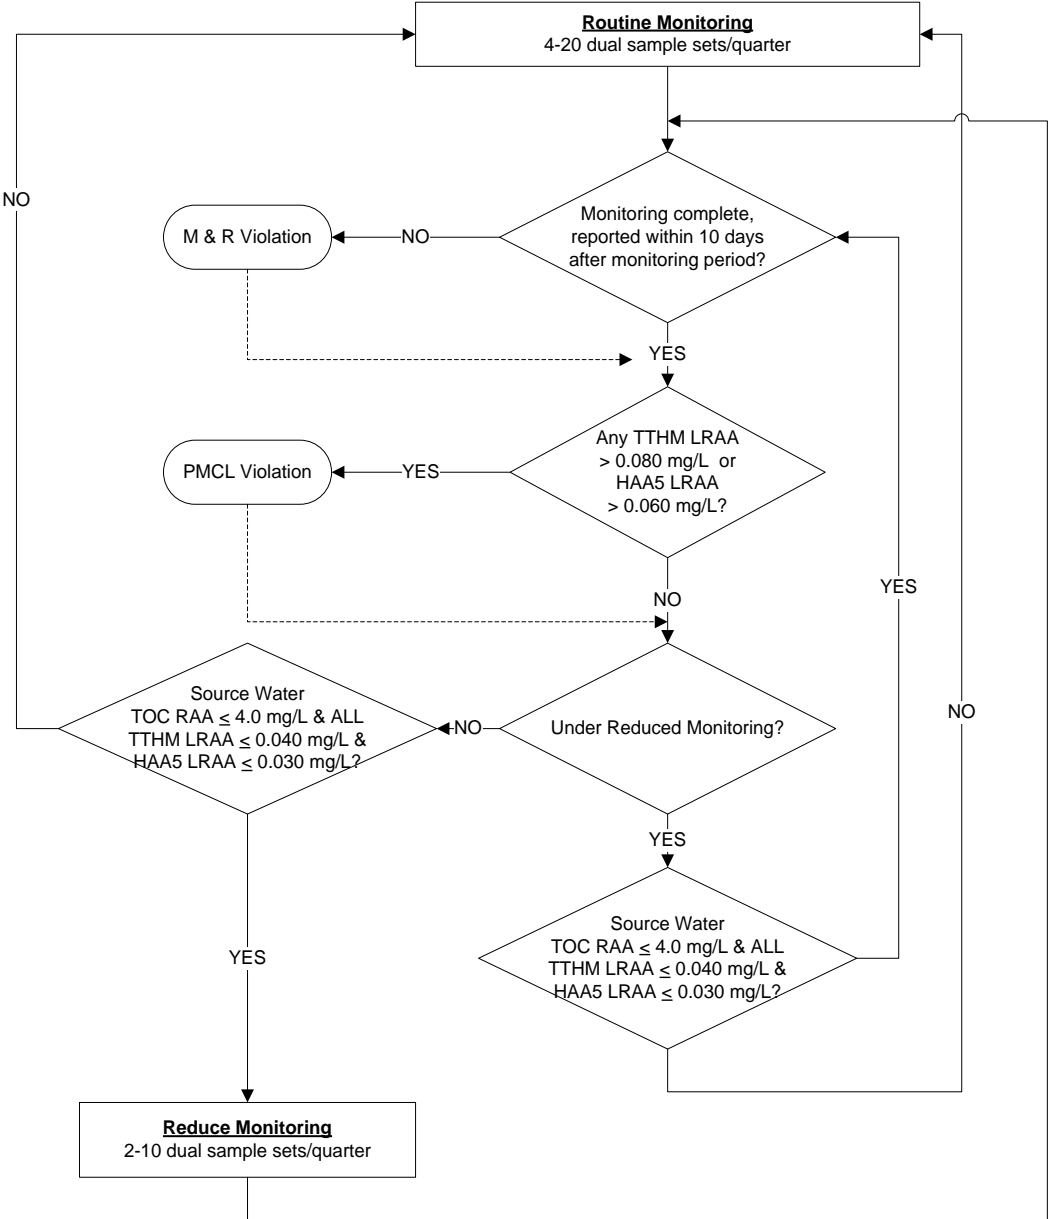 Routine Monitoring
4-20 dual sample sets/quarter
NO
Monitoring complete,
reported within 10 days
after monitoring period?
NO
M & R Violation
YES
Any TTHM LRAA
> 0.080 mg/L or
HAA5 LRAA
> 0.060 mg/L?
YES
PMCL Violation
NO
YES
Under Reduced Monitoring?
NO
Source Water
TOC RAA ≤ 4.0 mg/L & ALL
TTHM LRAA ≤ 0.040 mg/L &
HAA5 LRAA ≤ 0.030 mg/L?
NO
YES
Source Water
TOC RAA ≤ 4.0 mg/L & ALL
TTHM LRAA ≤ 0.040 mg/L &
HAA5 LRAA ≤ 0.030 mg/L?
YES
Reduce Monitoring
2-10 dual sample sets/quarter